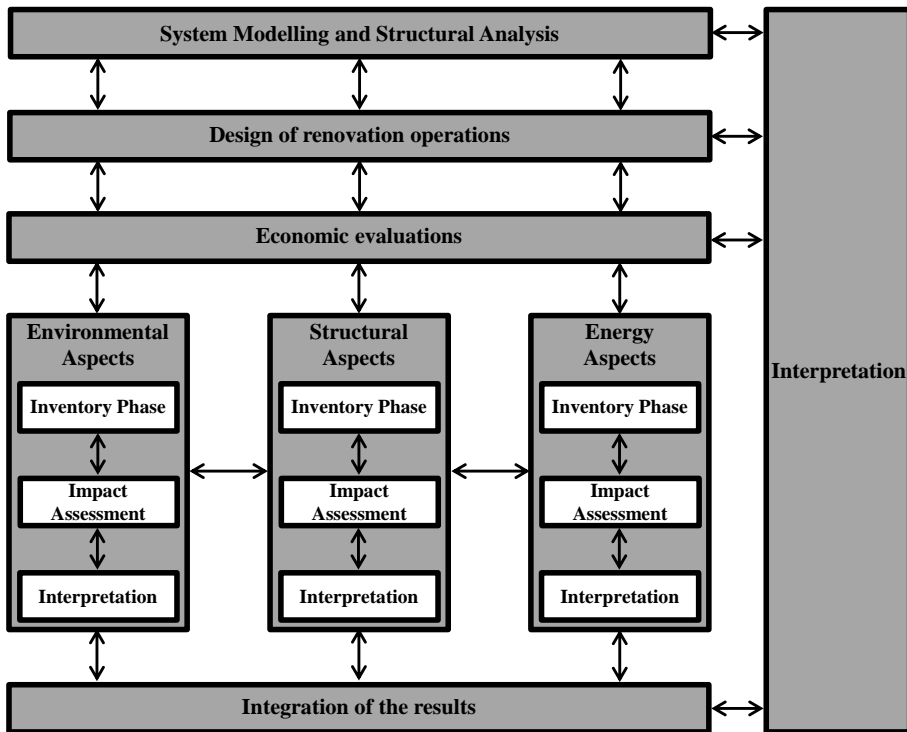 System Modelling and Structural Analysis
Design of renovation operations
Economic evaluations
Environmental
Aspects
Inventory Phase
Impact
Assessment
Interpretation
Structural
Aspects
Inventory Phase
Impact
Assessment
Interpretation
Energy
Aspects
Inventory Phase
Impact
Assessment
Interpretation
Integration of the results
Interpretation